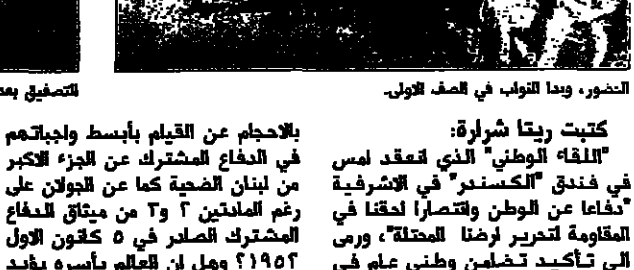 الحضور، وبدا النواب في الصف الاولى.
للتصفيق بعد
كتبت ريتا شرارة:
"اللقاء الوطني" الذي انعقد امس
في فندق "الكسندر" في الاشرفية
"دفاعا عن الوطن وانتصارا لحقنا في
المقاومة لتحرير ارضنا المحتلة"، ورمى
الى تأكيد تضامن وطني عام في
بالاحجام عن القيام بأبسط واجباتهم
في الدفاع المشترك عن الجزء الاكبر
من لبنان الضحية كما عن الجولان على
رغم المادتين ٢ و٣ من ميثاق الدفاع
المشترك الصادر في ٥ كانون الاول
١٩٥٢؟ وهل ان العالم بأسره يؤيد